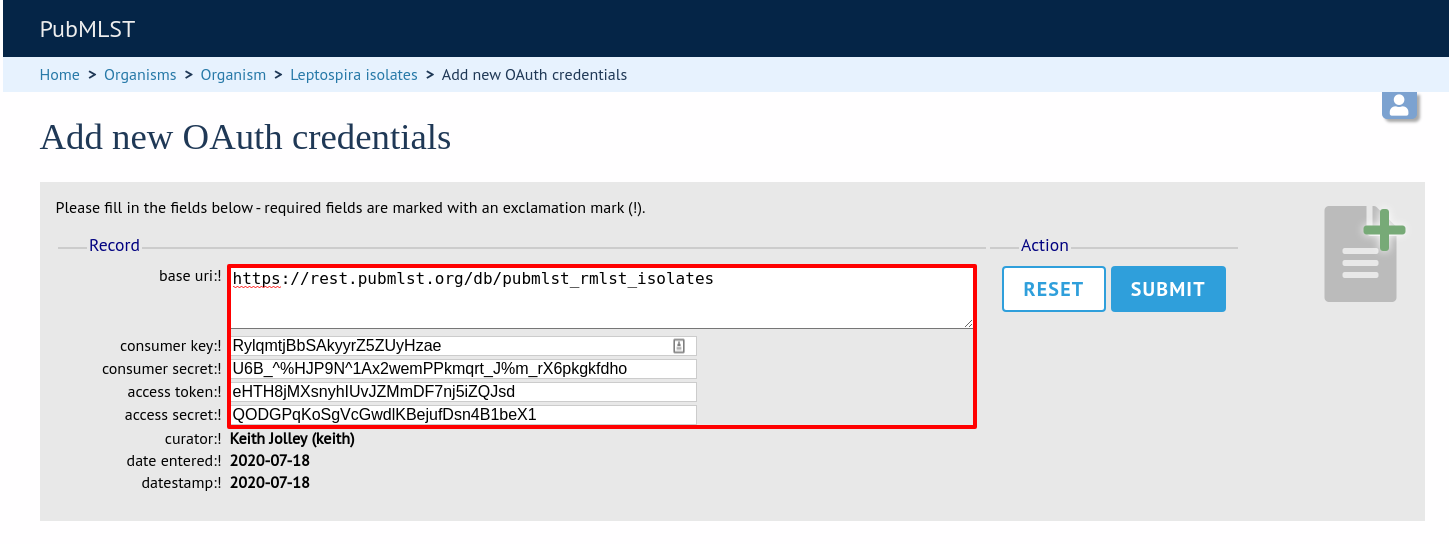 PubMLST
Home > Organisms > Organism > Leptospira isolates > Add new OAuth credentials
Add new OAuth credentials
Please fill in the fields below - required fields are marked with an exclamation mark (!).
Record
Action
base uri:! https://rest.pubmlst.org/db/pubmlst_rmlst_isolates
RESET SUBMIT
consumer key:! RylqmtjBbSAkyyrZ5ZUyHzae
consumer secret:! U6B_^%HJP9N^1Ax2wemPPkmqrt_J%m_rX6pkgkfdho
access token:! eHTH8jMXsnyhIUvJZMmDF7nj5iZQJsd
access secret:! QODGPqKoSgVcGwdlKBejufDsn4B1beX1
curator:! Keith Jolley (keith)
date entered:! 2020-07-18
datestamp:! 2020-07-18